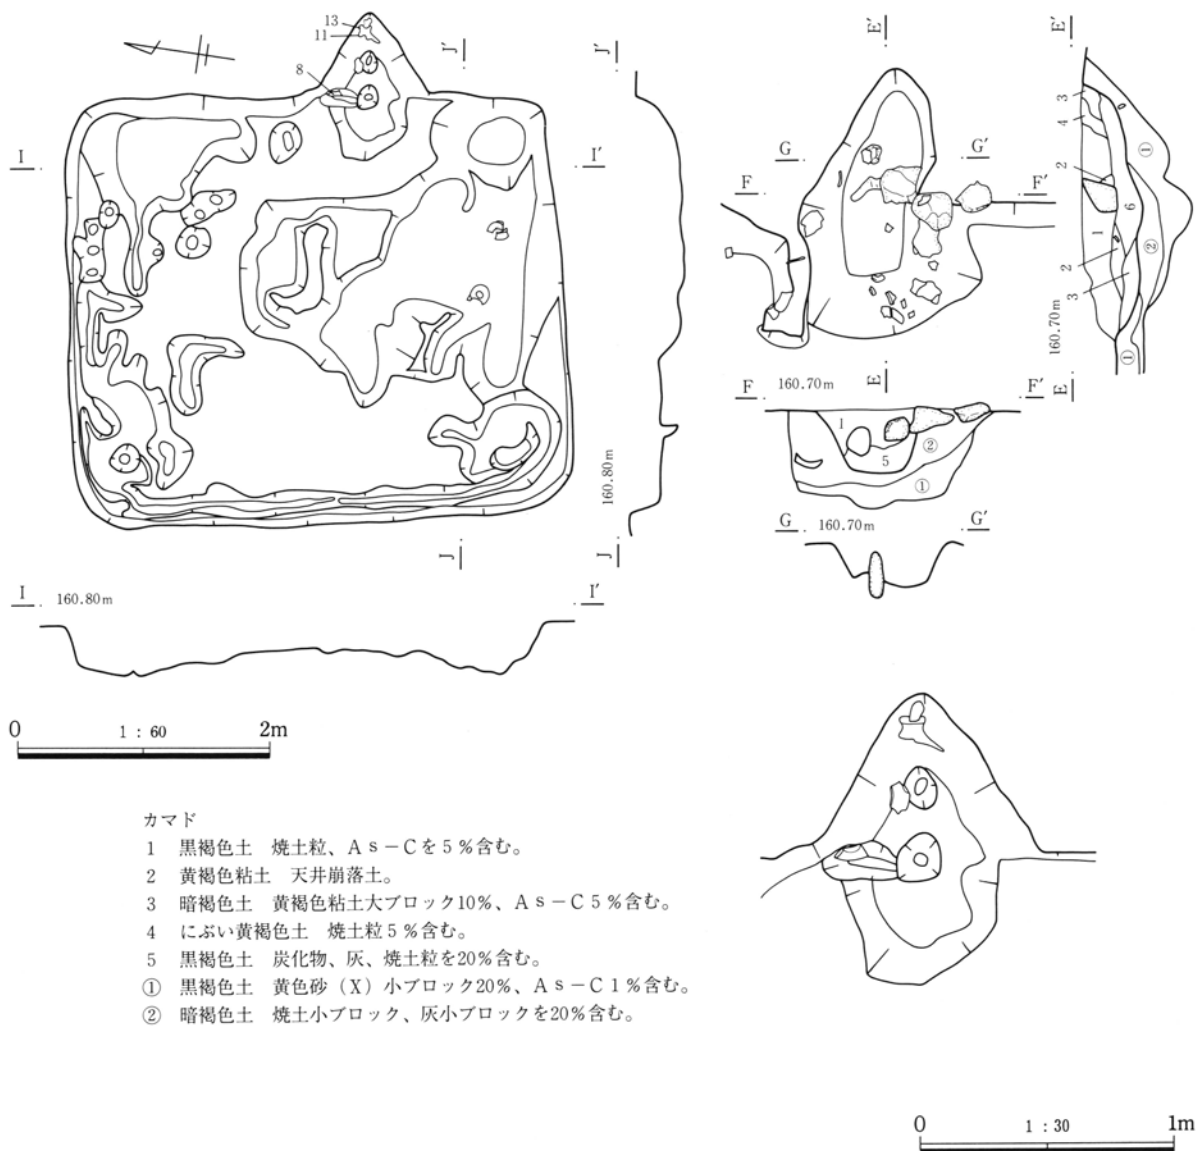 13
11
8
J′
J′
I
I′
160.80m
J
J
I
160.80m
I′
0
1 : 60
2m
E′
E′
G
G′
F
F′
3
4
①
2
6
1
②
2
3
160.70m
①
E
E
F
160.70m
F′
1
5
②
①
G
160.70m
G′
カマド
1 黒褐色土 焼土粒、Ａｓ－Ｃを５％含む。
2 黄褐色粘土 天井崩落土。
3 暗褐色土 黄褐色粘土大ブロック10％、Ａｓ－Ｃ５％含む。
4 にぶい黄褐色土 焼土粒５％含む。
5 黒褐色土 炭化物、灰、焼土粒を20％含む。
① 黒褐色土 黄色砂（X）小ブロック20％、Ａｓ－Ｃ１％含む。
② 暗褐色土 焼土小ブロック、灰小ブロックを20％含む。
0
1 : 30
1m